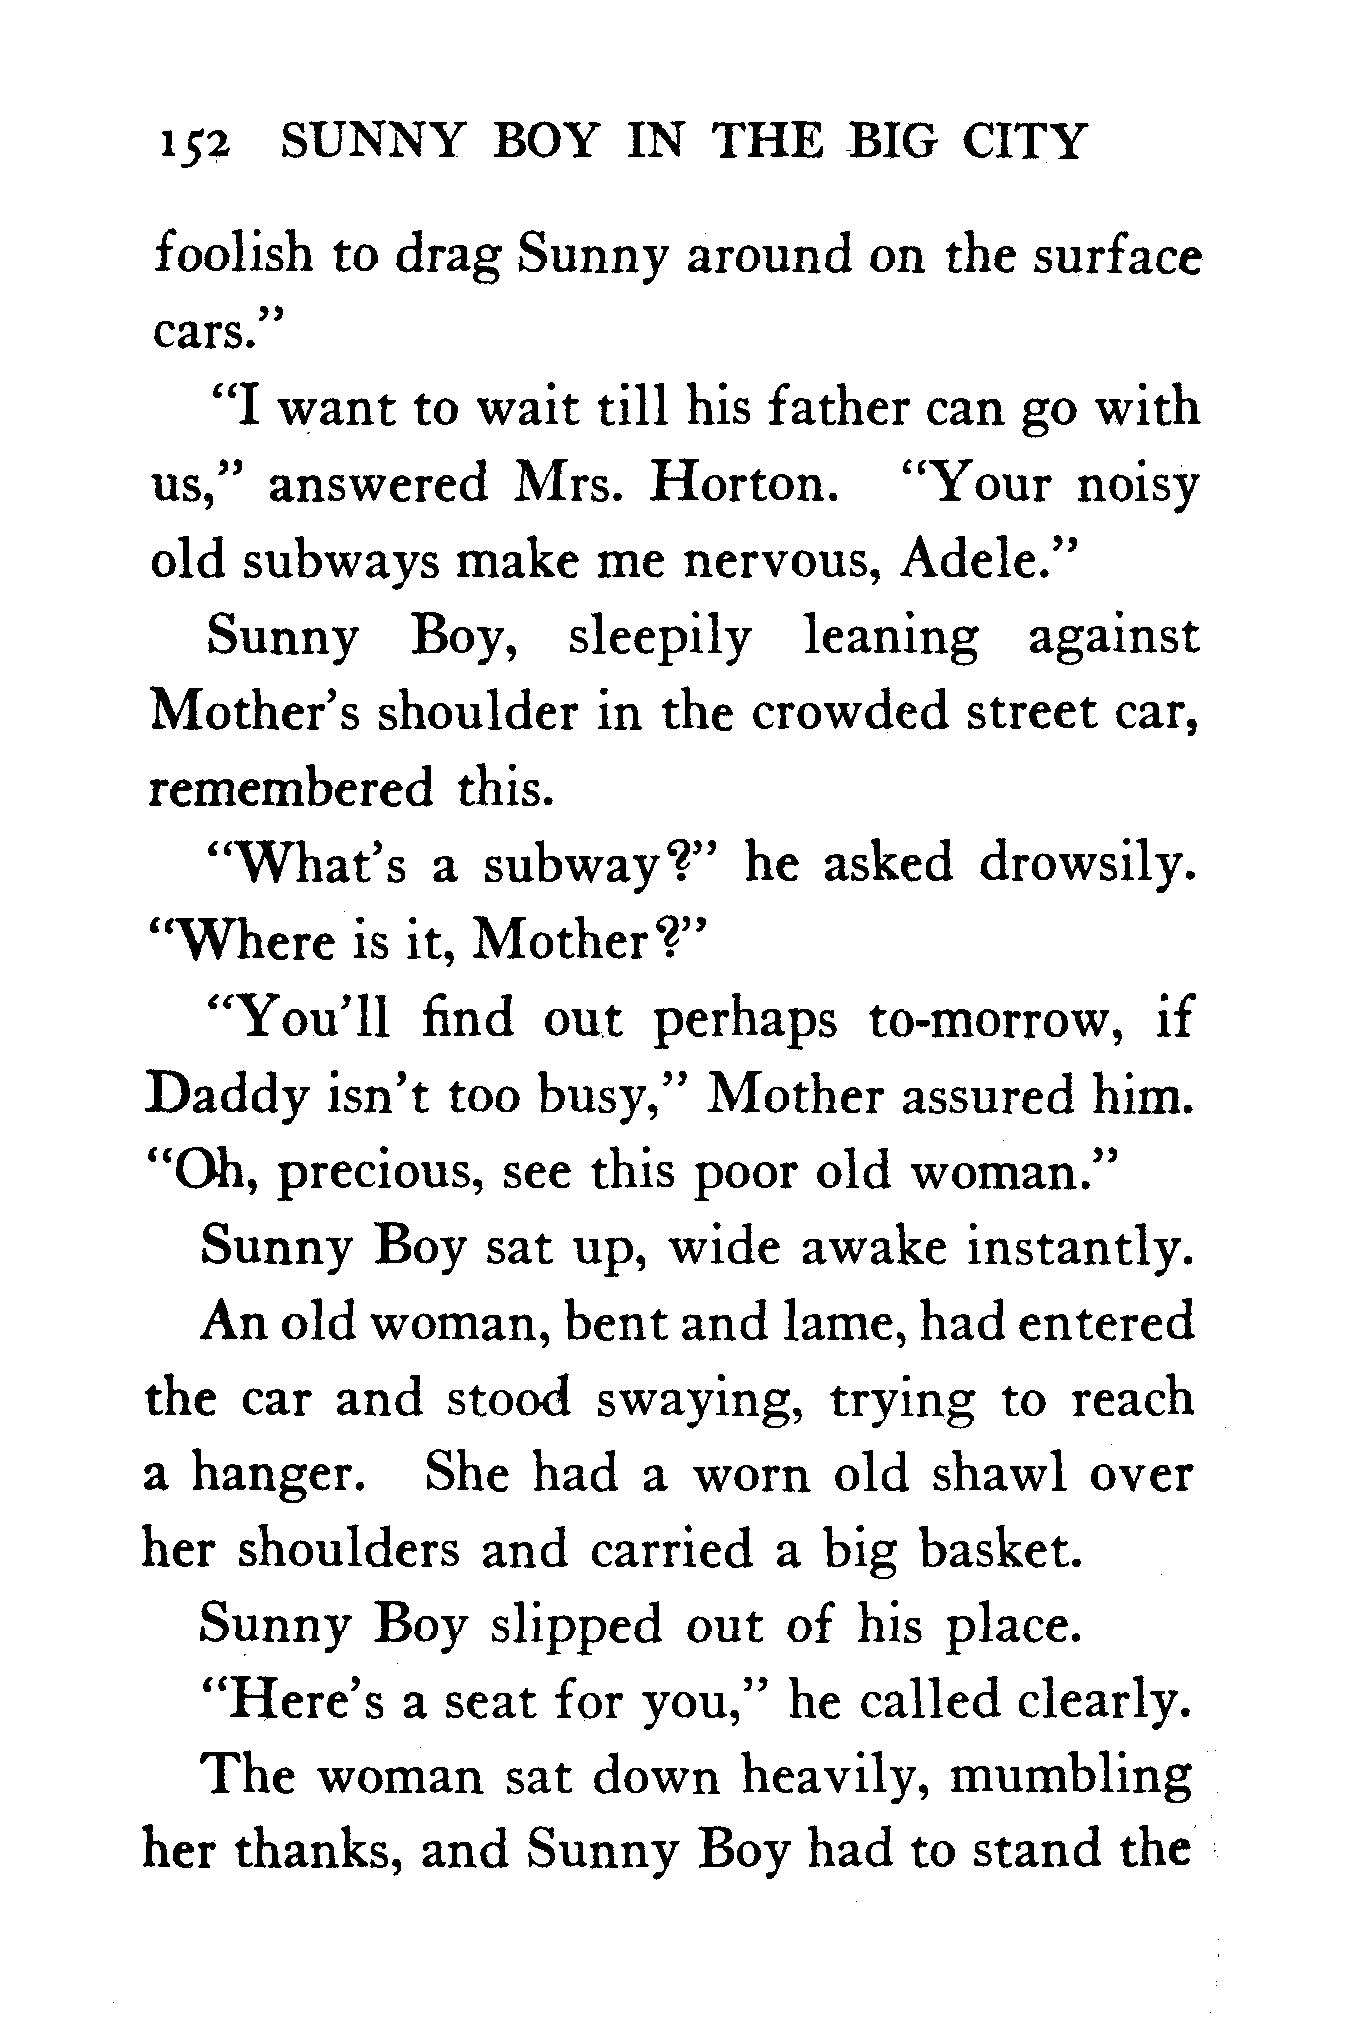 152 SUNNY BOY IN THE BIG CITY
foolish to drag Sunny around on the surface
cars.”
“I want to wait till his father can go with
us,” answered Mrs. Horton. “Your noisy
old subways make me nervous, Adele.”
Sunny Boy, sleepily leaning against
Mother’s shoulder in the crowded street car,
remembered this.
“What’s a subway?” he asked drowsily.
“Where is it, Mother?”
“You’ll find out perhaps to-morrow, if
Daddy isn’t too busy,” Mother assured him.
“Oh, precious, see this poor old woman.”
Sunny Boy sat up, wide awake instantly.
An old woman, bent and lame, had entered
the car and stood swaying, trying to reach
a hanger. She had a worn old shawl over
her shoulders and carried a big basket.
Sunny Boy slipped out of his place.
“Here’s a seat for you,” he called clearly.
The woman sat down heavily, mumbling
her thanks, and Sunny Boy had to stand the